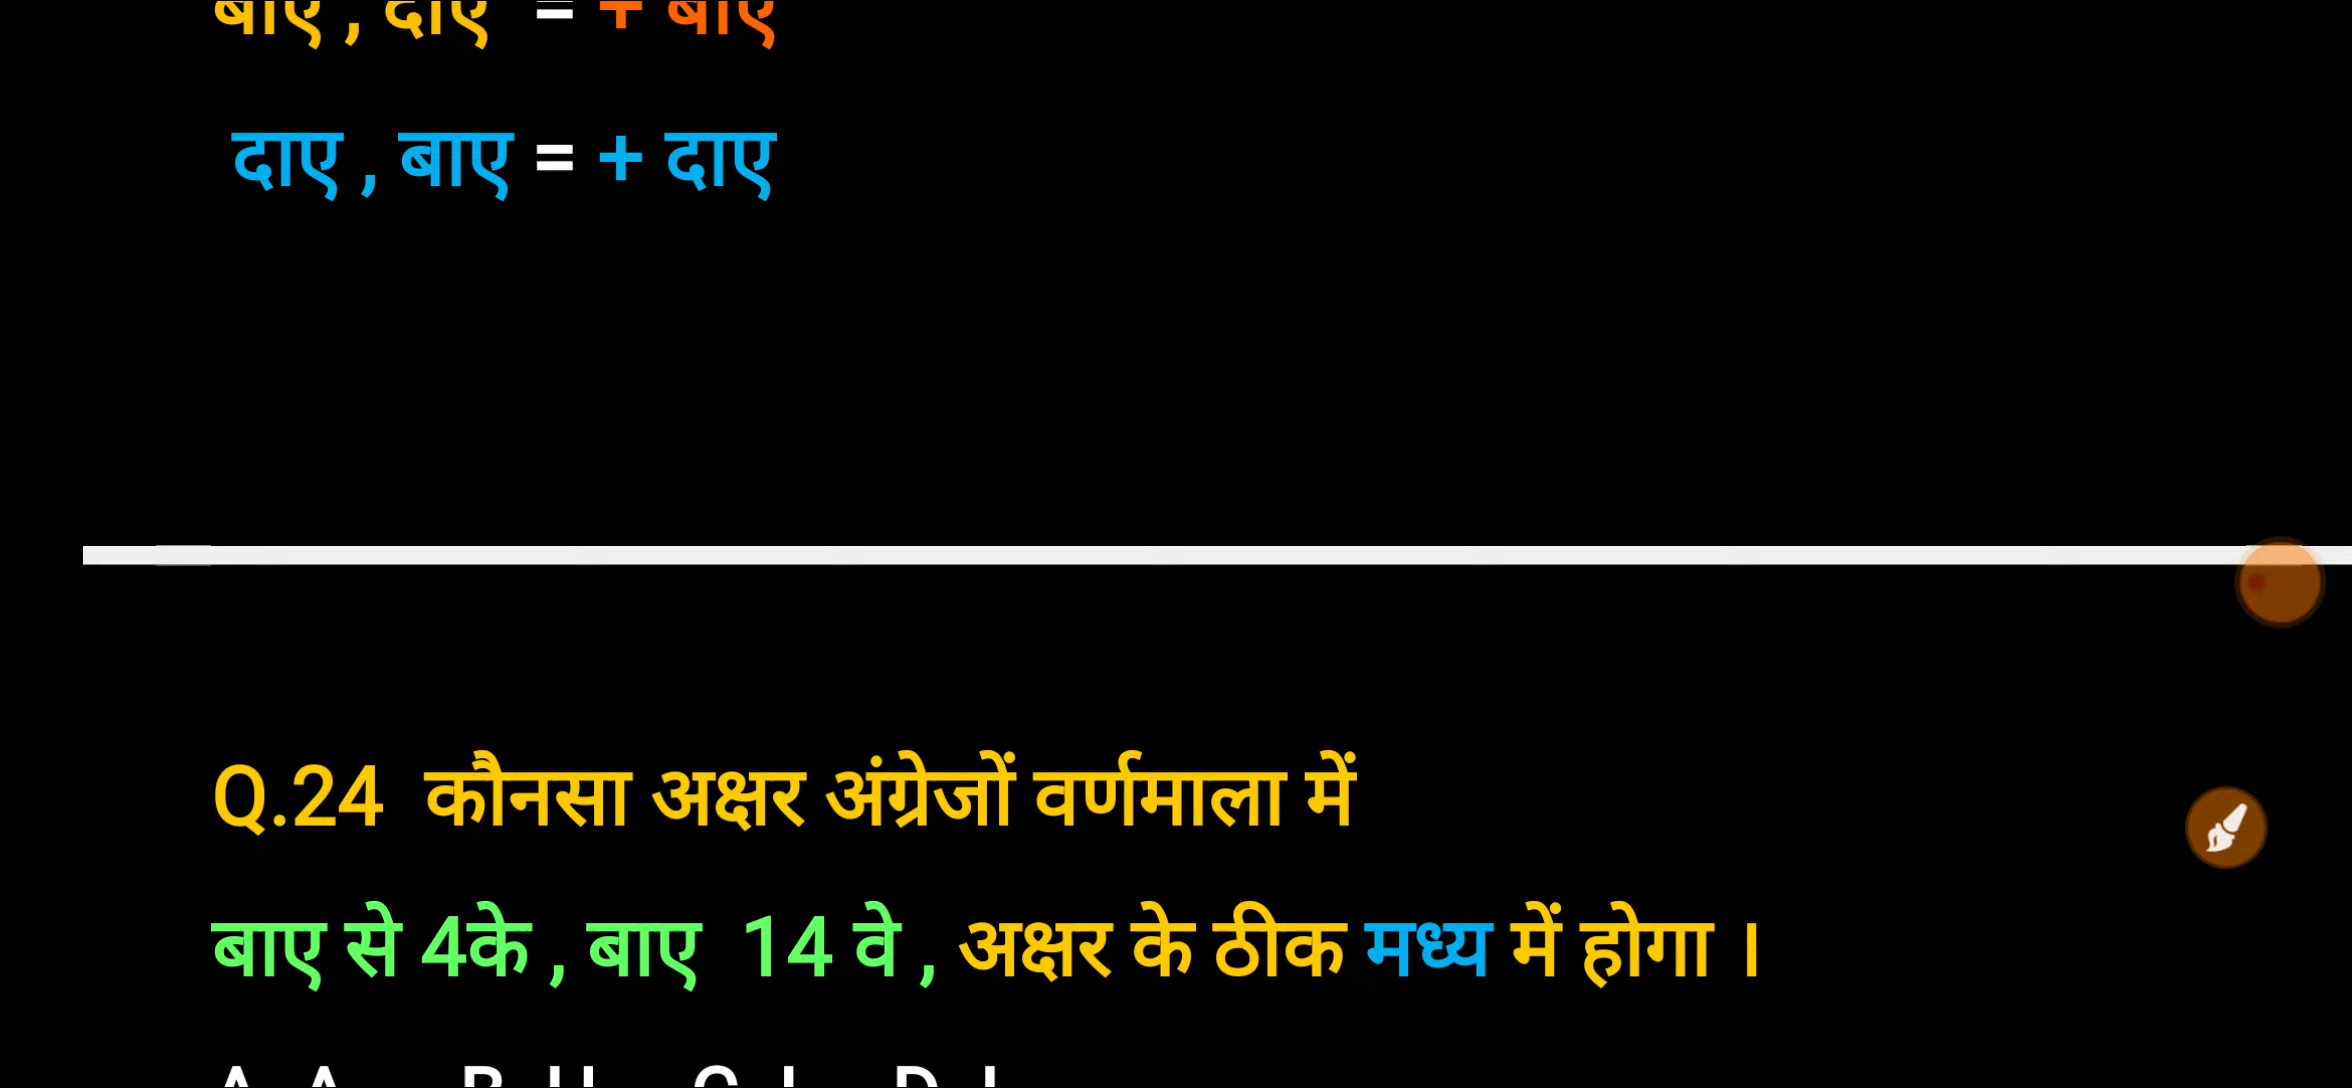 बाए , दाए = + बाए
दाए , बाए = + दाए
Q.24 कौनसा अक्षर अंग्रेजों वर्णमाला में
बाए से 4के , बाए 14 वे , अक्षर के ठीक मध्य में होगा ।